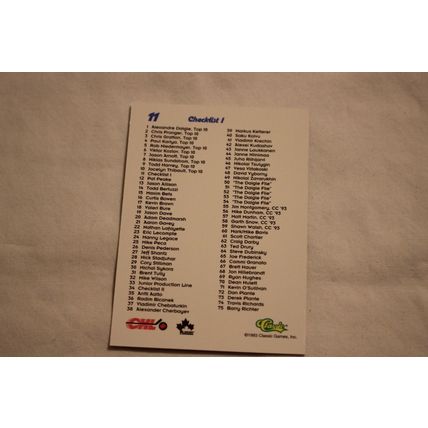 11 Checklist 1
1 Alexandre Daigle, Top 10
2 Chris Pronger, Top 10
3 Chris Gratton, Top 10
4 Paul Kariya, Top 10
5 Rob Niedermayer, Top 10
6 Viktor Kozlov, Top 10
7 Jason Arnott, Top 10
8 Niklas Sundstrom, Top 10
9 Todd Harvey, Top 10
10 Jocelyn Thibault, Top 10
11 Checklist 1
12 Pat Peake
13 Jason Allison
14 Todd Bertuzzi
15 Maxim Bets
16 Curtis Bowen
17 Kevin Brown
18 Valeri Bure
19 Jason Dawe
20 Adam Deadmarsh
21 Aaron Gavey
22 Nathan Lafayette
23 Eric Lecompte
24 Manny Legace
25 Mike Peca
26 Denis Pederson
27 Jeff Shantz
28 Nick Stajduhar
29 Cory Stillman
30 Michal Sykora
31 Brent Tully
32 Mike Wilson
33 Junior Production Line
34 Checklist II
35 Antti Aalto
36 Radim Bicanek
37 Vladimir Chebaturkin
38 Alexander Cherbayev
39 Markus Ketterer
40 Saku Koivu
41 Vladimir Krechin
42 Alexei Kudashov
43 Janne Laukkanen
44 Janne Niinimaa
45 Juha Riihijarvi
46 Nikolai Tsulygin
47 Vesa Viitakoski
48 David Vyborny
49 Nikolai Zavarukhin
50 "The Daigle File"
51 "The Daigle File"
52 "The Daigle File"
53 "The Daigle File"
54 "The Daigle File"
55 Jim Montgomery, CC '93
56 Mike Dunham, CC '93
57 Matt Martin, CC '93
58 Garth Snow, CC '93
59 Shawn Walsh, CC '93
60 Scott Chartier
62 Craig Darby
63 Ted Drury
64 Steve Dubinsky
65 Joe Frederick
66 Cammi Granato
67 Brett Hauer
68 Jon Hillebrandt
69 Ryan Hughes
70 Dean Hulett
71 Kevin O'Sullivan
72 Dan Plante
73 Derek Plante
74 Travis Richards
75 Barry Richter
CHL
Classic
©1993 Classic Games, Inc.